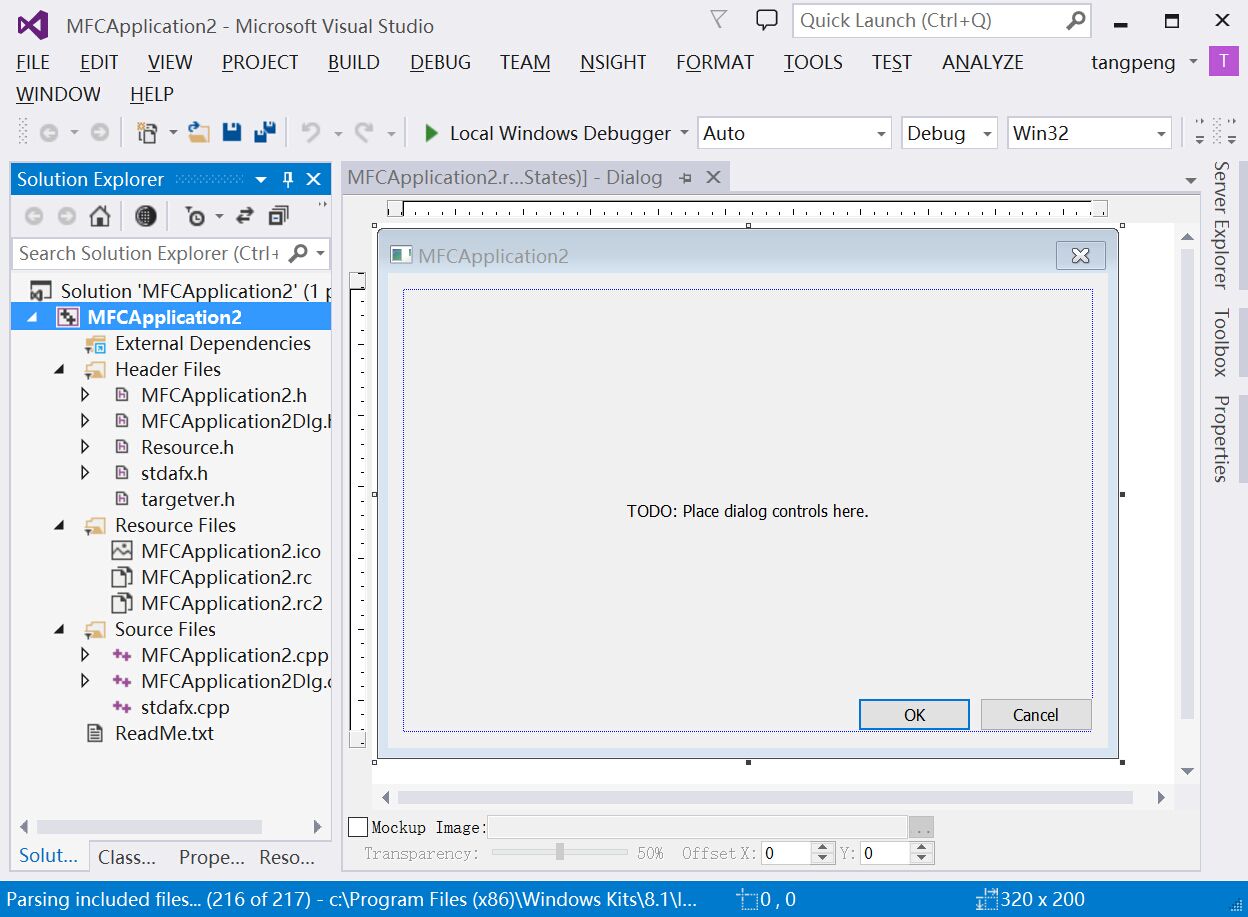 MFCApplication2 - Microsoft Visual Studio
Quick Launch (Ctrl+Q)
FILE EDIT VIEW PROJECT BUILD DEBUG TEAM NSIGHT FORMAT TOOLS TEST ANALYZE tangpeng T
WINDOW HELP
Local Windows Debugger Auto Debug Win32
Solution Explorer
MFCApplication2.r...States)] - Dialog
Search Solution Explorer (Ctrl+
Solution 'MFCApplication2' (1 p
MFCApplication2
External Dependencies
Header Files
MFCApplication2.h
MFCApplication2Dlg.h
Resource.h
stdafx.h
targetver.h
Resource Files
MFCApplication2.ico
MFCApplication2.rc
MFCApplication2.rc2
Source Files
MFCApplication2.cpp
MFCApplication2Dlg.c
stdafx.cpp
ReadMe.txt
Solut... Class... Prope... Reso...
MFCApplication2
TODO: Place dialog controls here.
OK Cancel
Mockup Image: ..
Transparency: 50% Offset X: 0 Y: 0
Server Explorer
Toolbox
Properties
Parsing included files... (216 of 217) - c:\Program Files (x86)\Windows Kits\8.1\I... 0 , 0 320 x 200